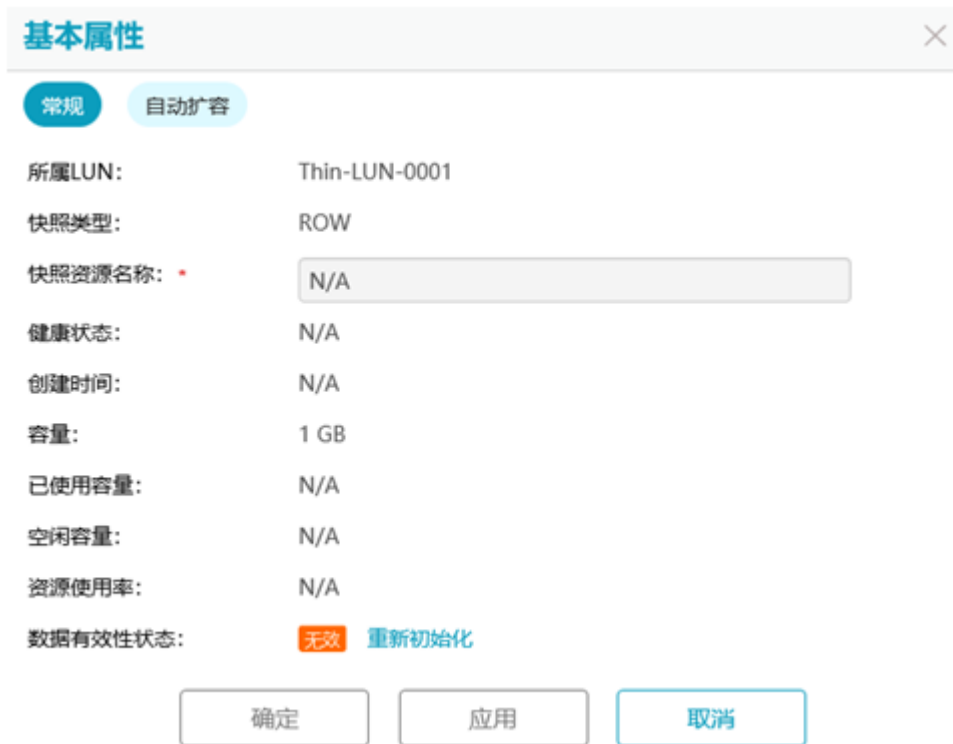 基本属性
常规 自动扩容
所属LUN: Thin-LUN-0001
快照类型: ROW
快照资源名称: * N/A
健康状态: N/A
创建时间: N/A
容量: 1 GB
已使用容量: N/A
空闲容量: N/A
资源使用率: N/A
数据有效性状态: 无效 重新初始化
确定 应用 取消